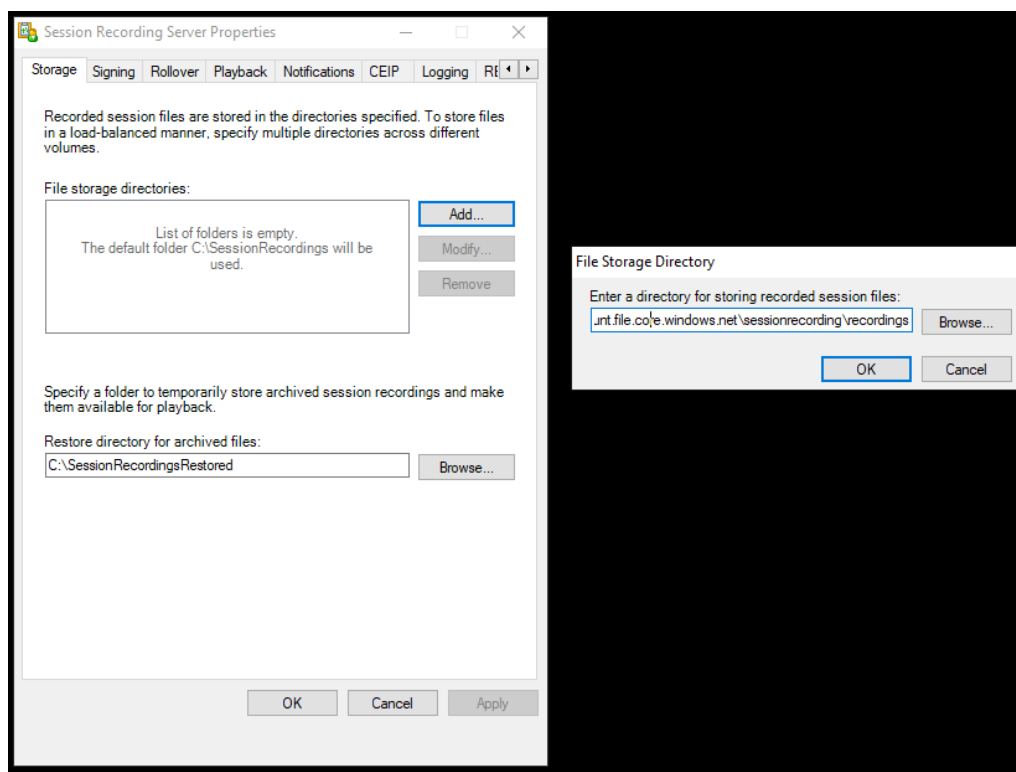 Session Recording Server Properties
Storage Signing Rollover Playback Notifications CEIP Logging
Recorded session files are stored in the directories specified. To store files
in a load-balanced manner, specify multiple directories across different
volumes.
File storage directories:
List of folders is empty.
The default folder C:\SessionRecordings will be
used.
Add...
Modify...
Remove
Specify a folder to temporarily store archived session recordings and make
them available for playback.
Restore directory for archived files:
C:\SessionRecordingsRestored
Browse...
OK Cancel Apply
File Storage Directory
Enter a directory for storing recorded session files:
unt.file.core.windows.net\sessionrecording\recordings
Browse...
OK Cancel